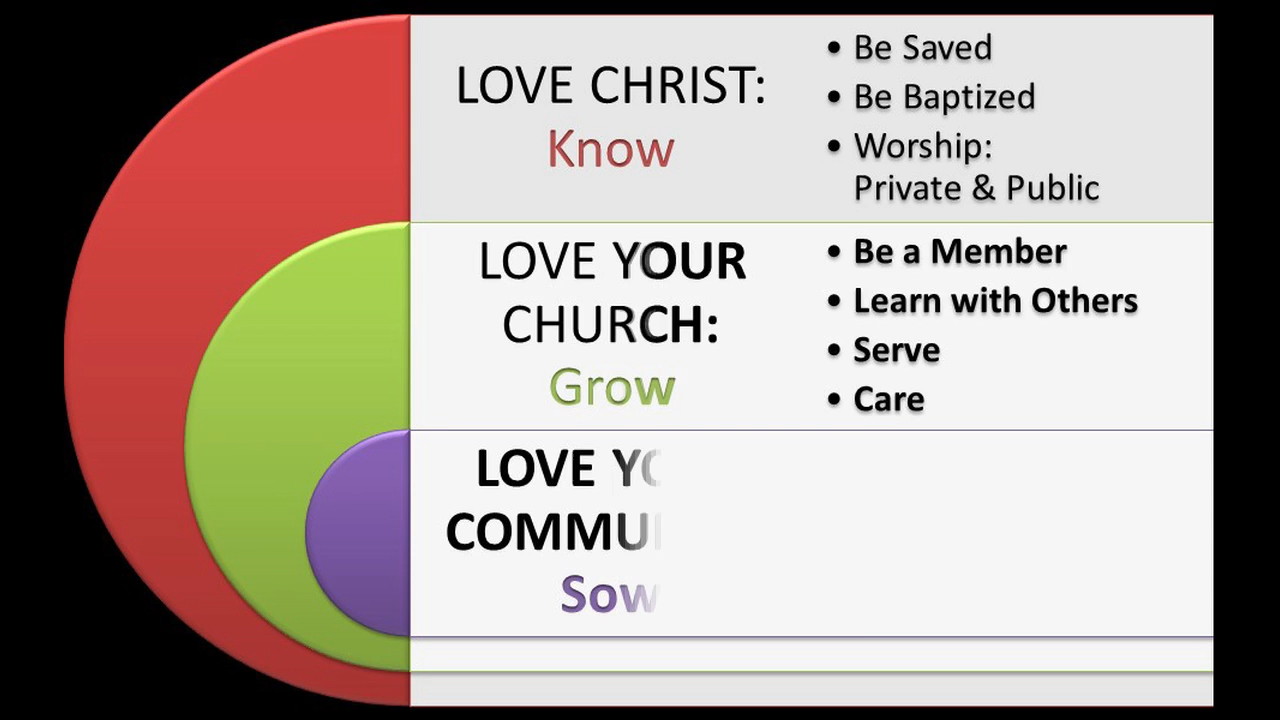 LOVE CHRIST:
Know
• Be Saved
• Be Baptized
• Worship:
Private & Public
LOVE YOUR
CHURCH:
Grow
• Be a Member
• Learn with Others
• Serve
• Care
LOVE
Sow